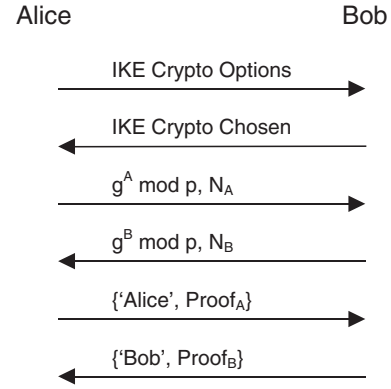 Alice Bob
IKE Crypto Options
IKE Crypto Chosen
g^A mod p, N_A
g^B mod p, N_B
{‘Alice’, Proof_A}
{‘Bob’, Proof_B}